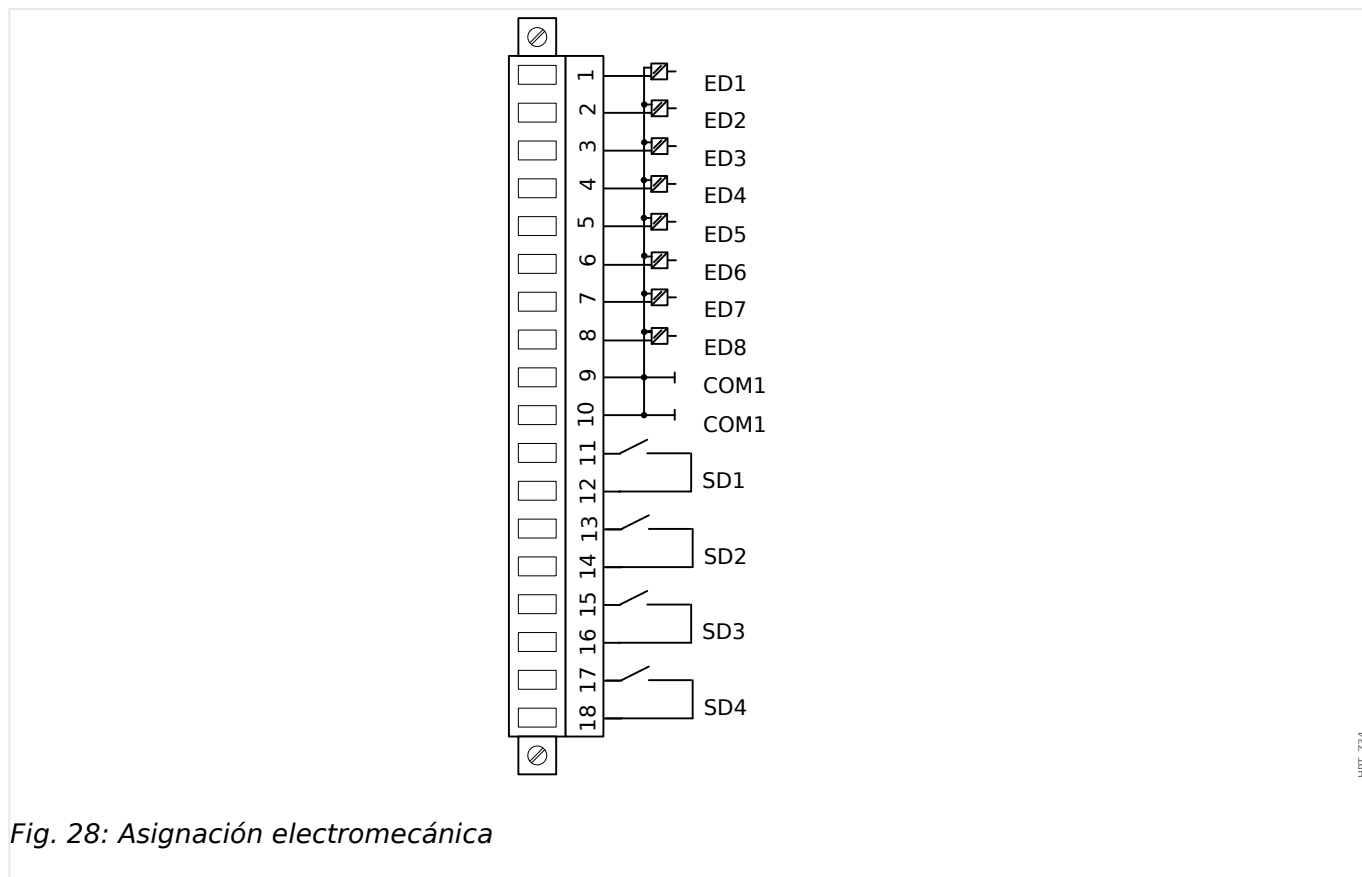 1 ED1
2 ED2
3 ED3
4 ED4
5 ED5
6 ED6
7 ED7
8 ED8
9 COM1
10 COM1
11
SD1
12
13
SD2
14
15
SD3
16
17
SD4
18
Fig. 28: Asignación electromecánica